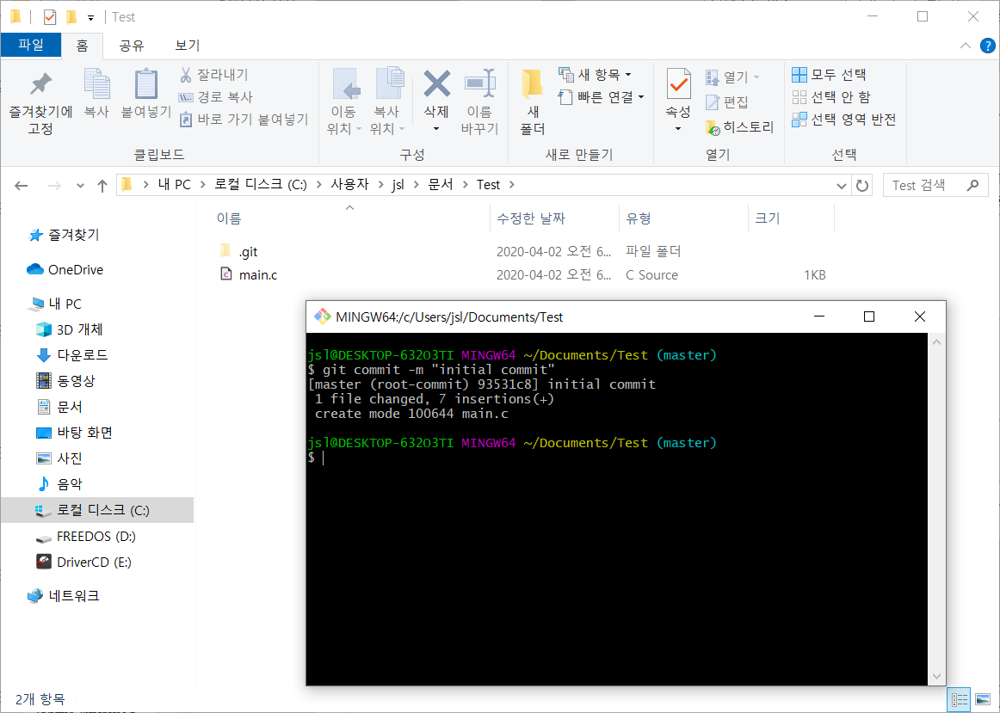 Test
파일 홈 공유 보기
즐겨찾기에 고정
복사
붙여넣기
잘라내기
경로 복사
바로 가기 붙여넣기
클립보드
이동 위치
복사 위치
삭제
이름 바꾸기
구성
새 폴더
새 항목
빠른 연결
새로 만들기
속성
열기
편집
히스토리
열기
모두 선택
선택 안 함
선택 영역 반전
선택
내 PC > 로컬 디스크 (C:) > 사용자 > jsl > 문서 > Test >
Test 검색
이름 수정한 날짜 유형 크기
.git 2020-04-02 오전 6... 파일 폴더
main.c 2020-04-02 오전 6... C Source 1KB
즐겨찾기
OneDrive
내 PC
3D 개체
다운로드
동영상
문서
바탕 화면
사진
음악
로컬 디스크 (C:)
FREEDOS (D:)
DriverCD (E:)
네트워크
2개 항목
MINGW64:/c/Users/jsl/Documents/Test
jsl@DESKTOP-632O3TI MINGW64 ~/Documents/Test (master)
$ git commit -m "initial commit"
[master (root-commit) 93531c8] initial commit
1 file changed, 7 insertions(+)
create mode 100644 main.c
jsl@DESKTOP-632O3TI MINGW64 ~/Documents/Test (master)
$